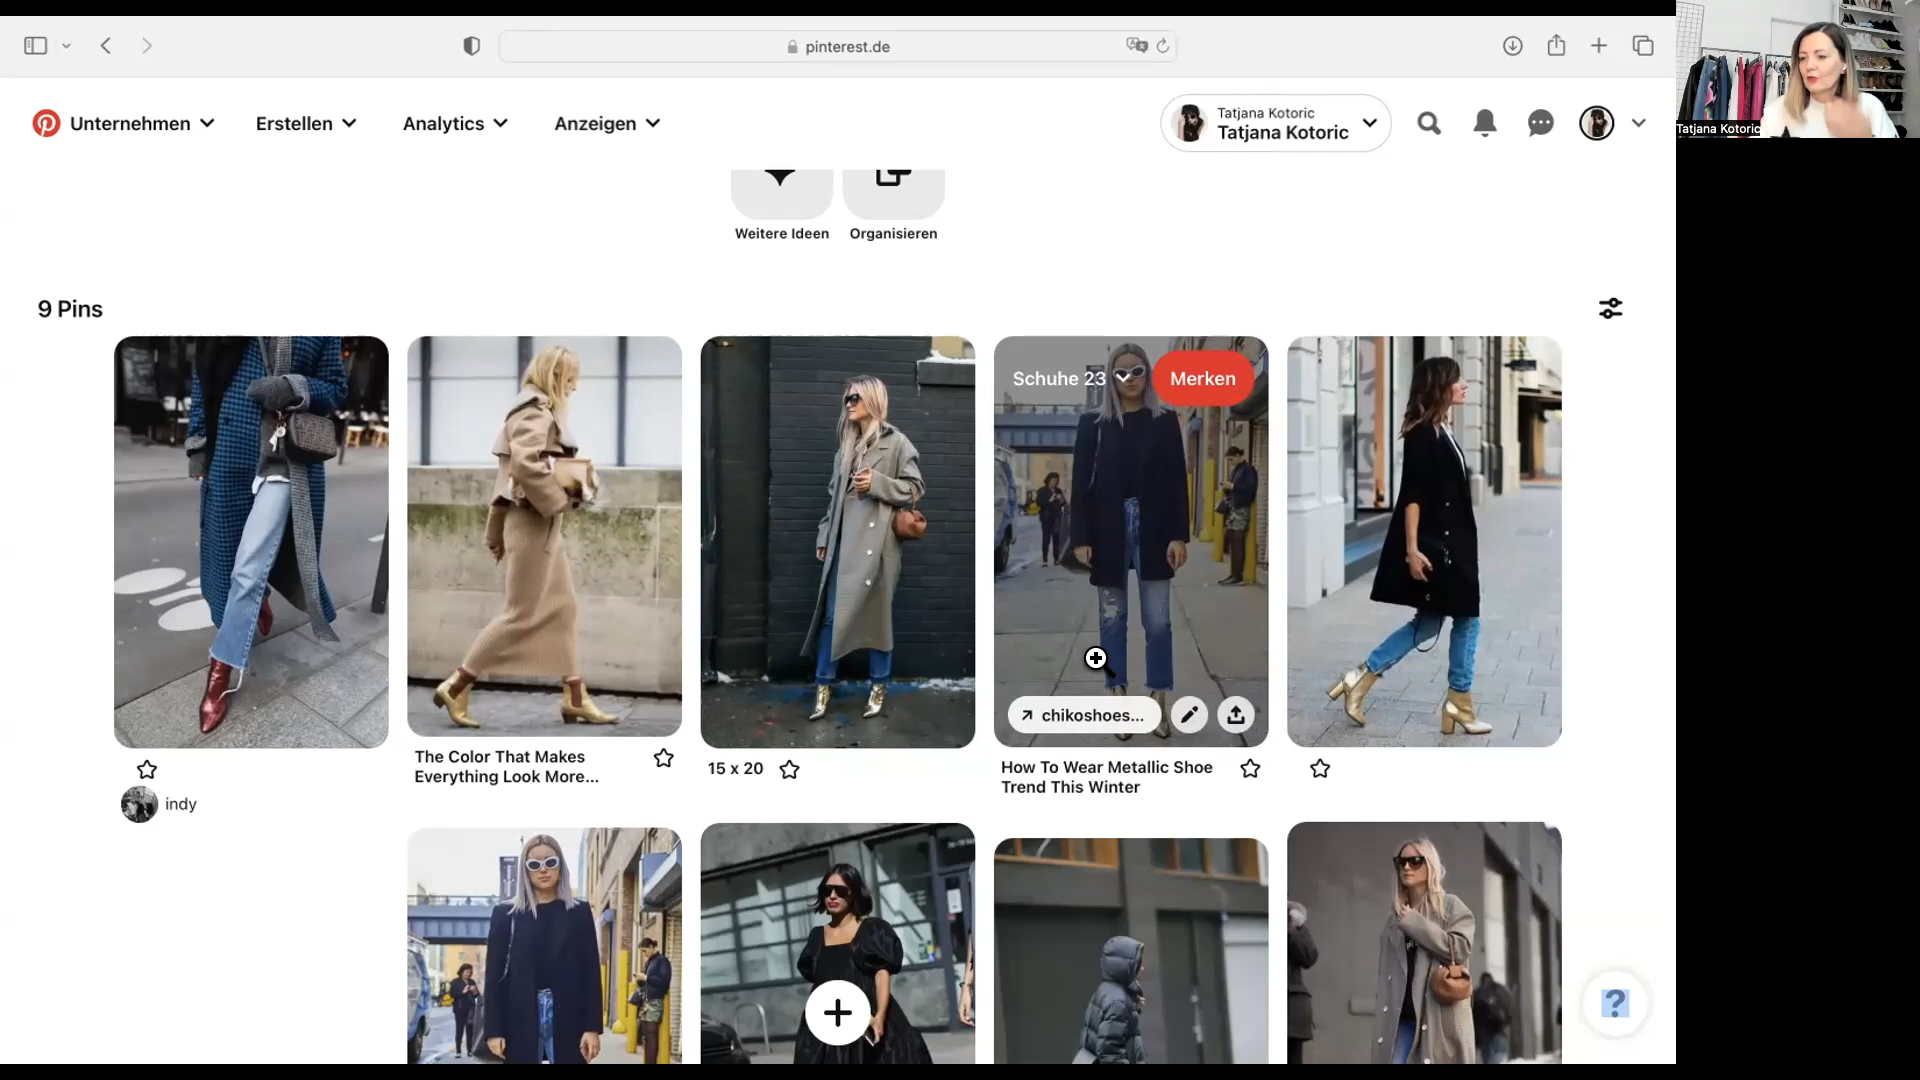 pinterest.de
Unternehmen
Erstellen
Analytics
Anzeigen
Tatjana Kotoric
Tatjana Kotoric
Tatjana Kotoric
Weitere Ideen
Organisieren
9 Pins
Schuhe 23
Merken
chikoshoes...
The Color That Makes
Everything Look More...
15 x 20
How To Wear Metallic Shoe
Trend This Winter
indy
?